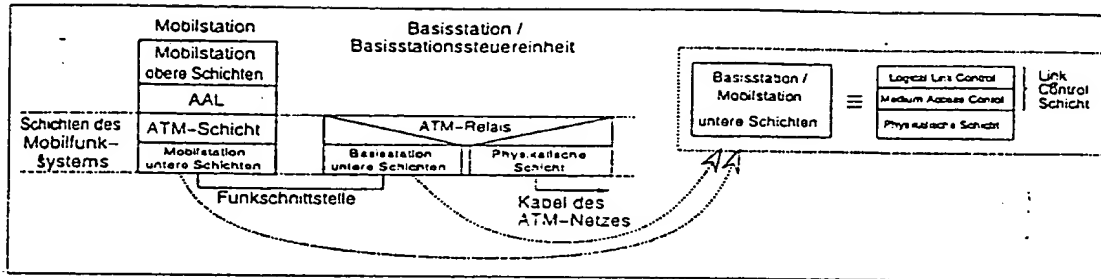 Mobilstation
Mobilstation
obere Schichten
AAL
ATM-Schicht
Mobilstation
untere Schichten
Schichten des
Mobilfunk-
systems
Funkschnittstelle
Basisstation /
Basisstationssteuereinheit
ATM-Relais
Basisstation
untere Schichten
Physikalische
Schicht
Kabel des
ATM-Netzes
Basisstation /
Mobilstation
untere Schichten
≡
Logical Link Control
Medium Access Control
Physikalische Schicht
Link
Control
Schicht